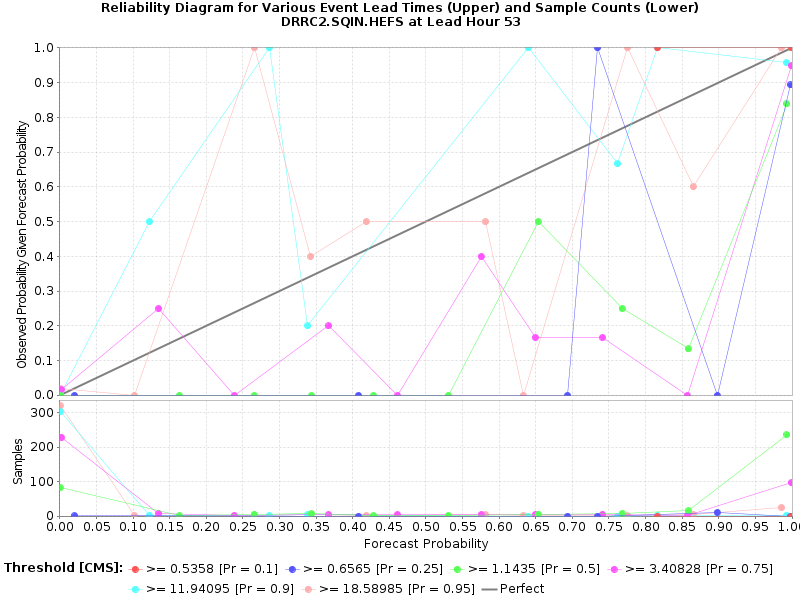 Reliability Diagram for Various Event Lead Times (Upper) and Sample Counts (Lower)
DRRC2.SQIN.HEFS at Lead Hour 53
Observed Probability Given Forecast Probability
1.0
0.9
0.8
0.7
0.6
0.5
0.4
0.3
0.2
0.1
0.0
Samples
300
200
100
0
0.00 0.05 0.10 0.15 0.20 0.25 0.30 0.35 0.40 0.45 0.50 0.55 0.60 0.65 0.70 0.75 0.80 0.85 0.90 0.95 1.0
Forecast Probability
Threshold [CMS]: >= 0.5358 [Pr = 0.1] >= 0.6565 [Pr = 0.25] >= 1.1435 [Pr = 0.5] >= 3.40828 [Pr = 0.75]
>= 11.94095 [Pr = 0.9] >= 18.58985 [Pr = 0.95] Perfect